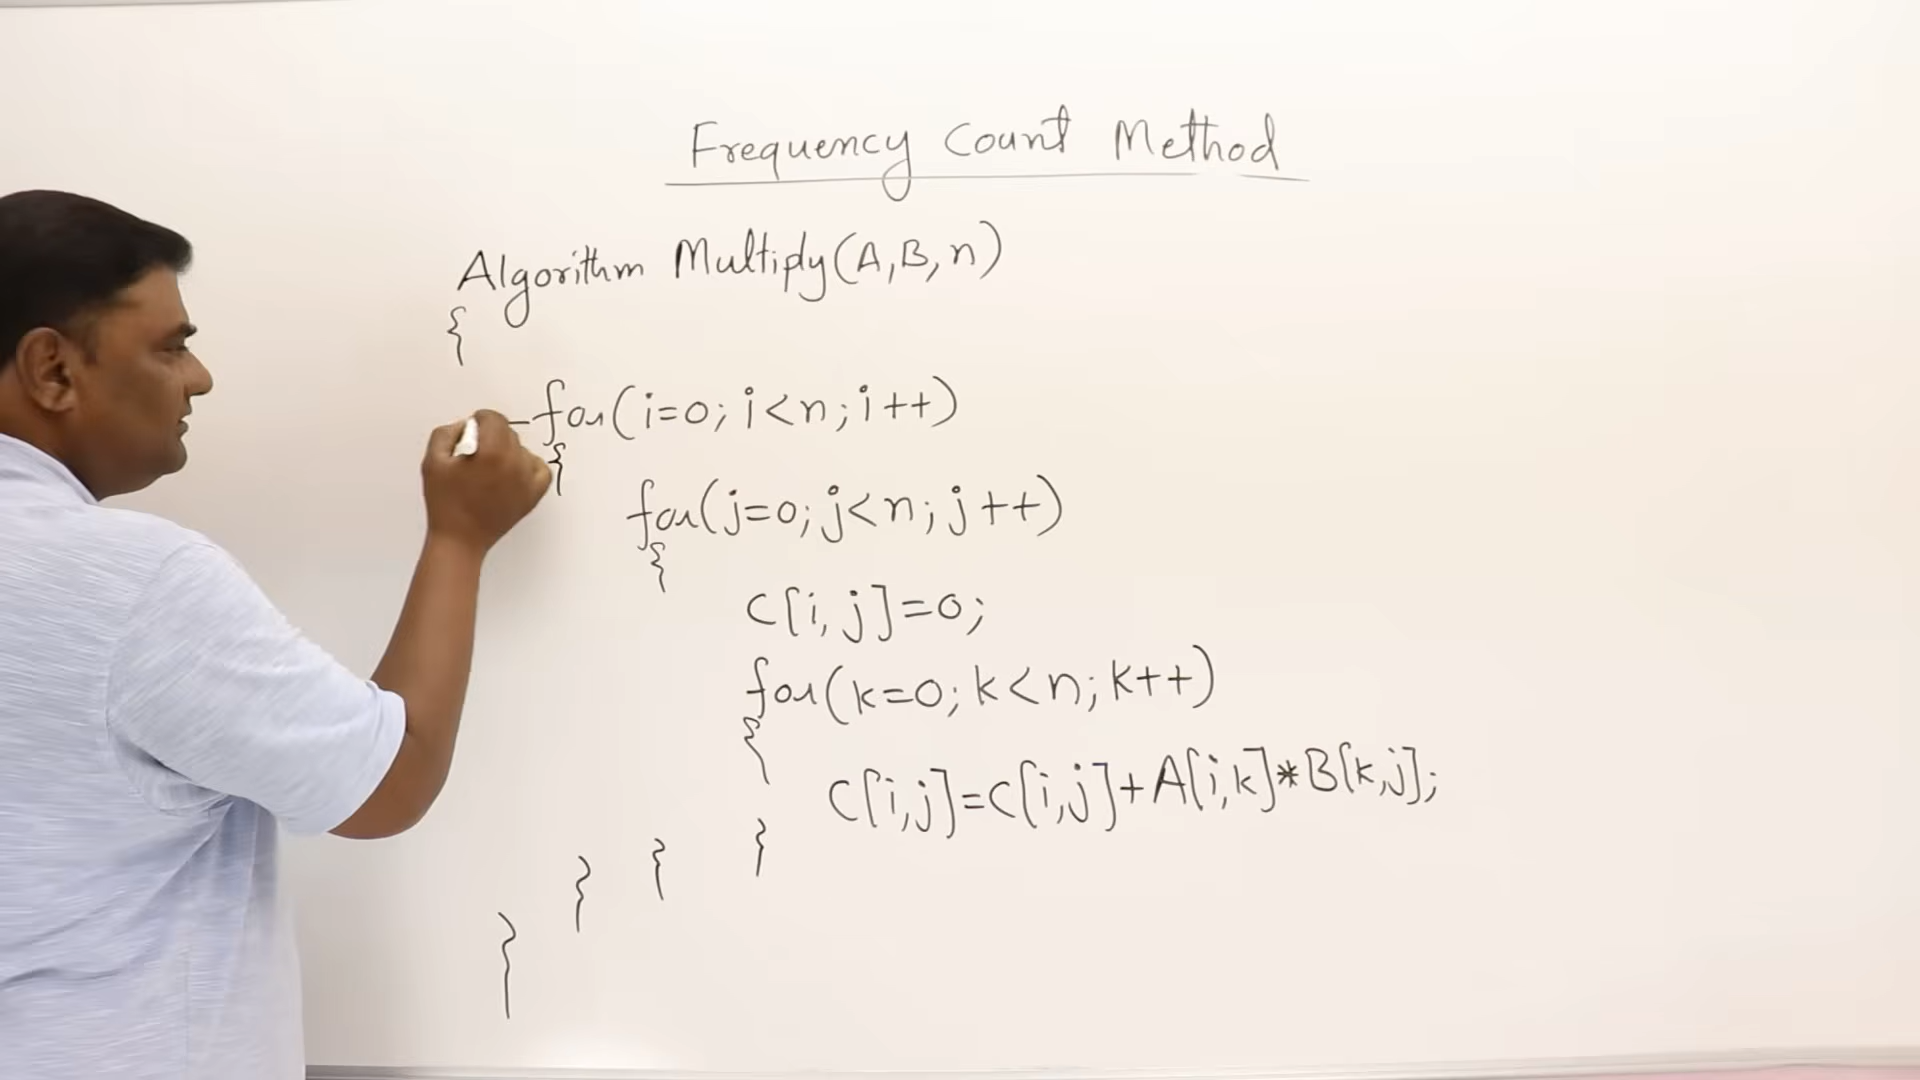 Frequency Count Method
Algorithm Multiply(A,B,n)
{
for(i=0; i<n; i++)
{
for(j=0; j<n; j++)
{
C[i,j]=0;
for(k=0; k<n; k++)
{
C[i,j]=C[i,j]+A[i,k]*B[k,j];
}
}
}
}